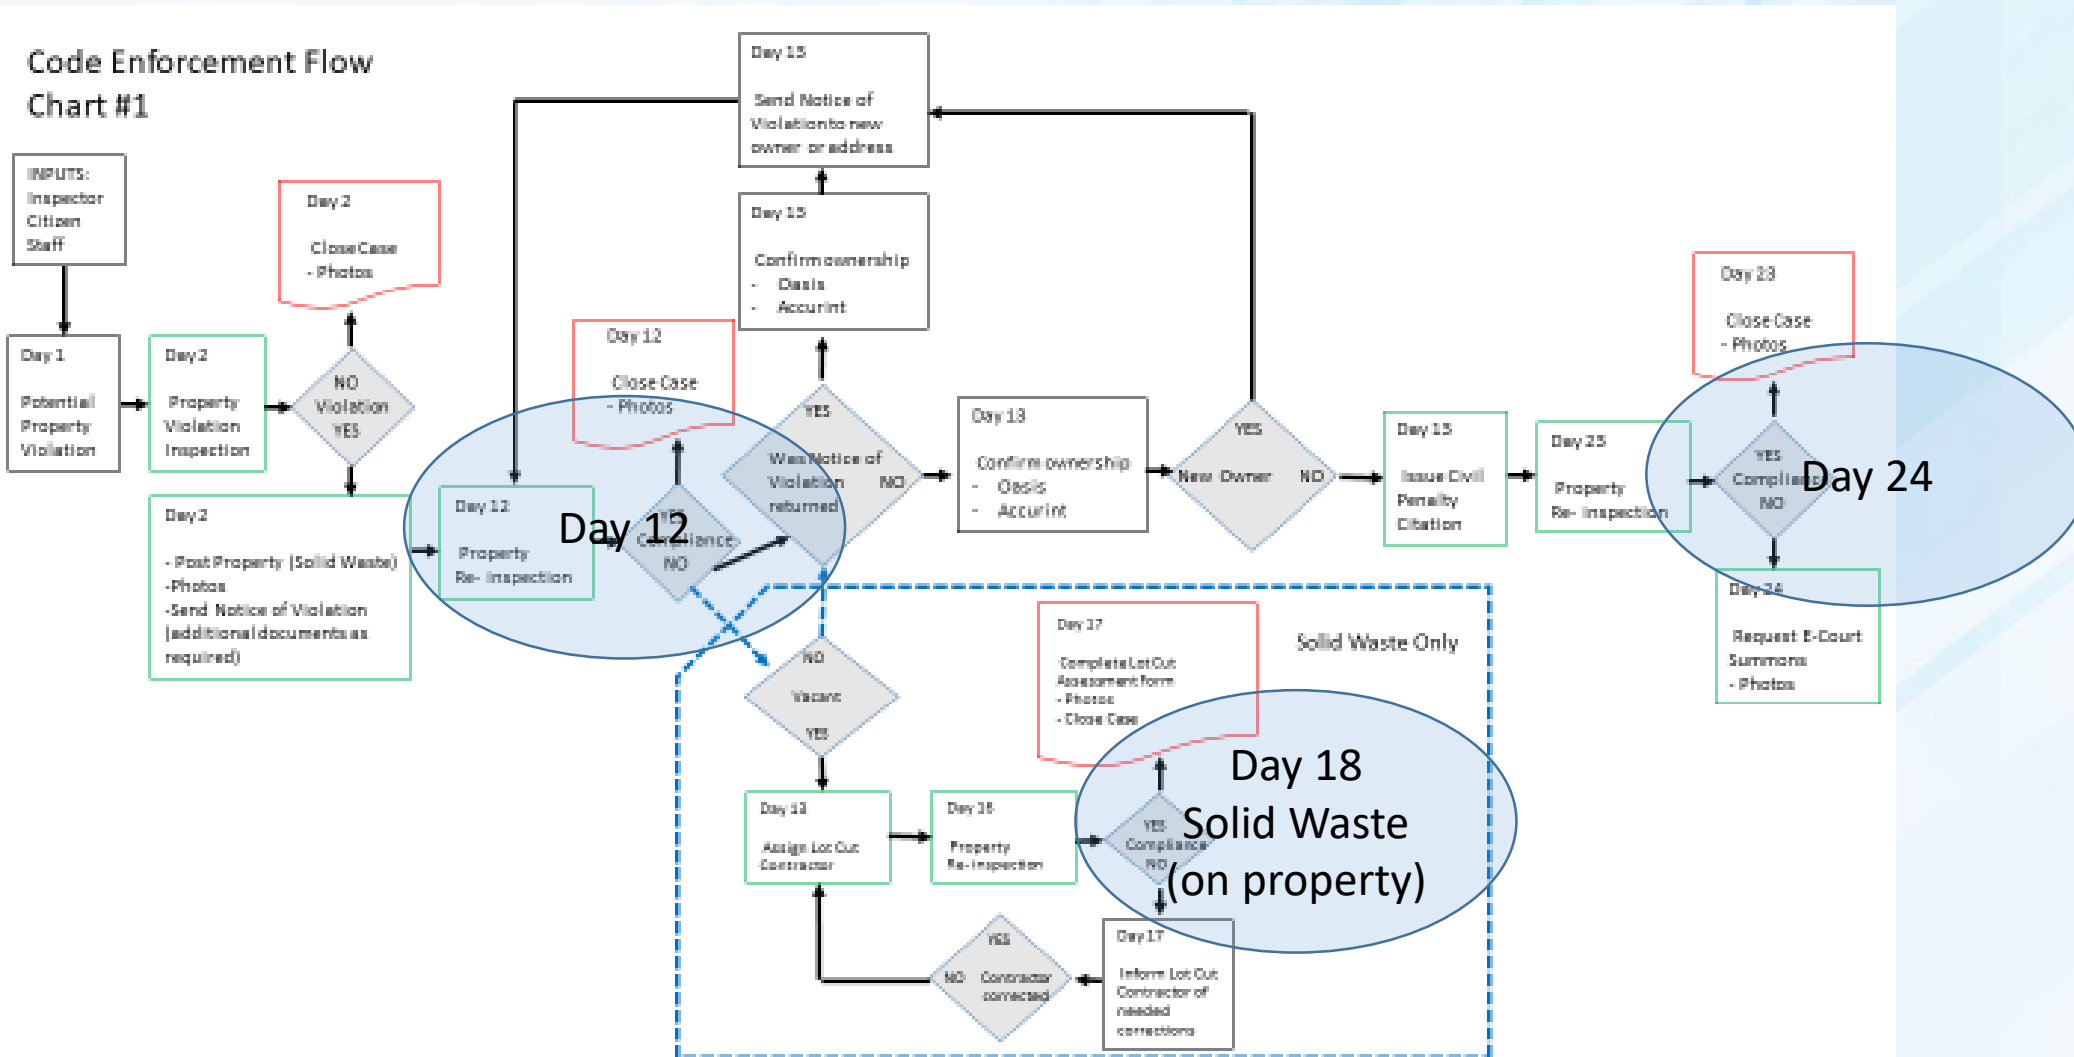 Code Enforcement Flow
Chart #1
INPUTS:
Inspector
Citizen
Staff
Day 1
Potential
Property
Violation
Day 2
Property
Violation
Inspection
NO
Violation
YES
Day 2
Close Case
- Photos
Day 2
- Post Property (Solid Waste)
-Photos
-Send Notice of Violation
(additional documents as
required)
Day 12
Property
Re- Inspection
Day 12
YES
Compliance
NO
Day 12
Close Case
- Photos
YES
Was Notice of
Violation NO
returned
Day 13
Confirm ownership
- Oasis
- Accurint
Day 13
Send Notice of
Violation to new
owner or address
Day 13
Confirm ownership
- Oasis
- Accurint
YES
New Owner NO
Day 13
Issue Civil
Penalty
Citation
Day 23
Property
Re- Inspection
YES
Compliance
NO
Day 24
Day 23
Close Case
- Photos
Day 24
Request E-Court
Summons
- Photos
Solid Waste Only
NO
Vacant
YES
Day 13
Assign Lot Cut
Contractor
Day 16
Property
Re-Inspection
YES
Compliance
NO
Day 18
Solid Waste
(on property)
Day 17
Complete Lot Cut
Assessment Form
- Photos
- Close Case
Day 17
Inform Lot Cut
Contractor of
needed
corrections
YES
NO Contractor
corrected